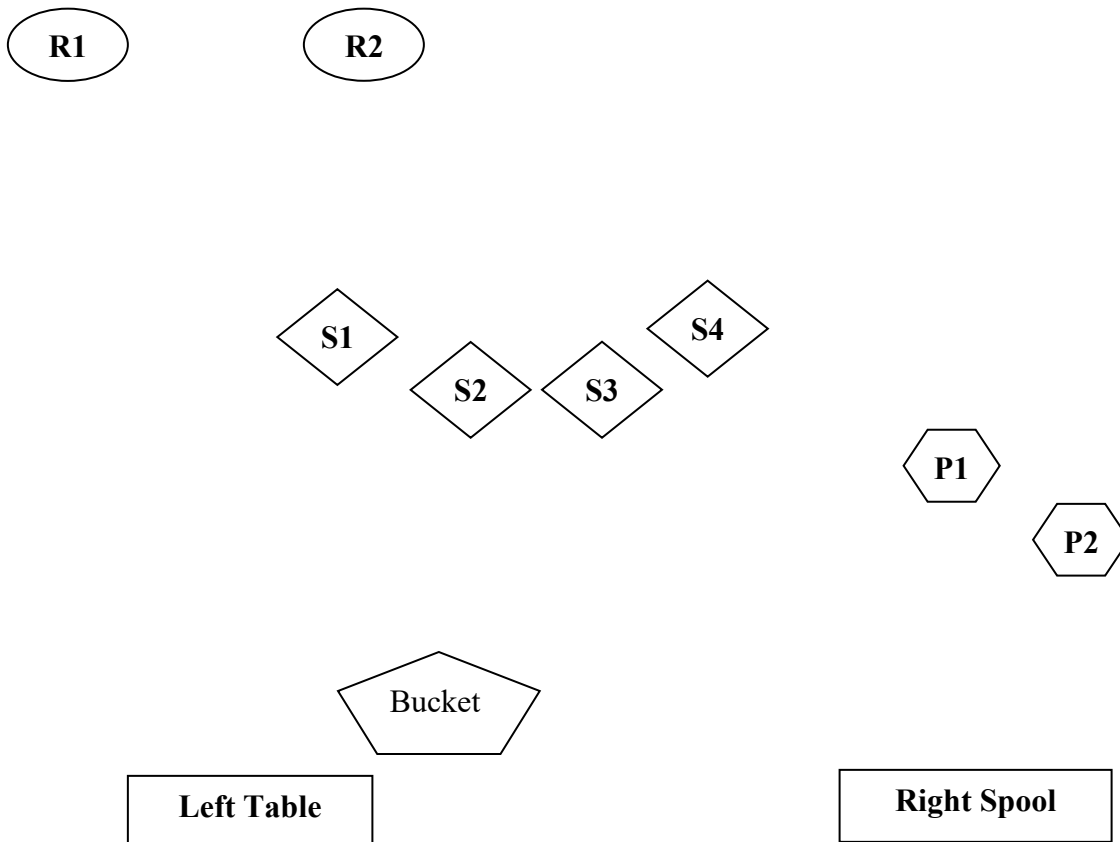 R1
R2
S1
S4
S2
S3
P1
P2
Bucket
Left Table
Right Spool